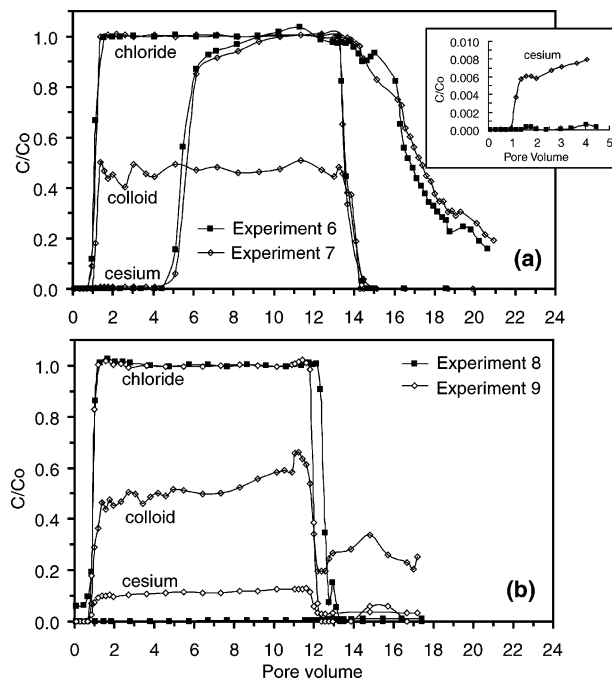 (a)
C/Co
1.0
0.8
0.6
0.4
0.2
0.0
chloride
colloid
cesium
Experiment 6
Experiment 7
0 2 4 6 8 10 12 14 16 18 20 22 24
C/Co
0.010
0.008
0.006
0.004
0.002
0.000
cesium
0 1 2 3 4 5
Pore Volume
(b)
C/Co
1.0
0.8
0.6
0.4
0.2
0.0
chloride
colloid
cesium
Experiment 8
Experiment 9
0 2 4 6 8 10 12 14 16 18 20 22 24
Pore volume